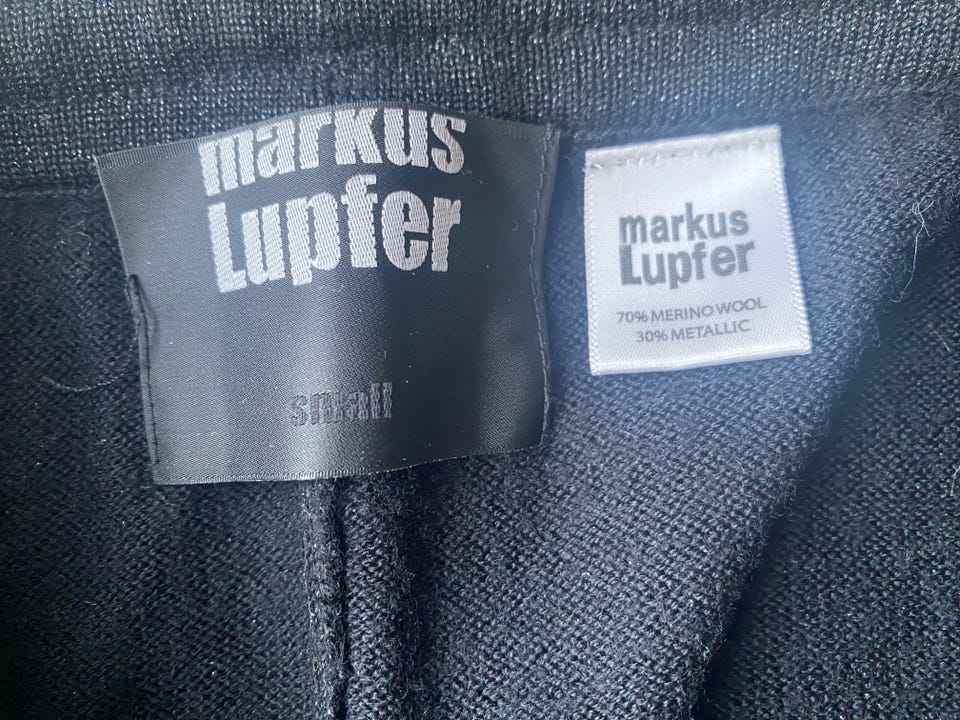 markus
Lupfer
small
markus
Lupfer
70% MERINO WOOL
30% METALLIC